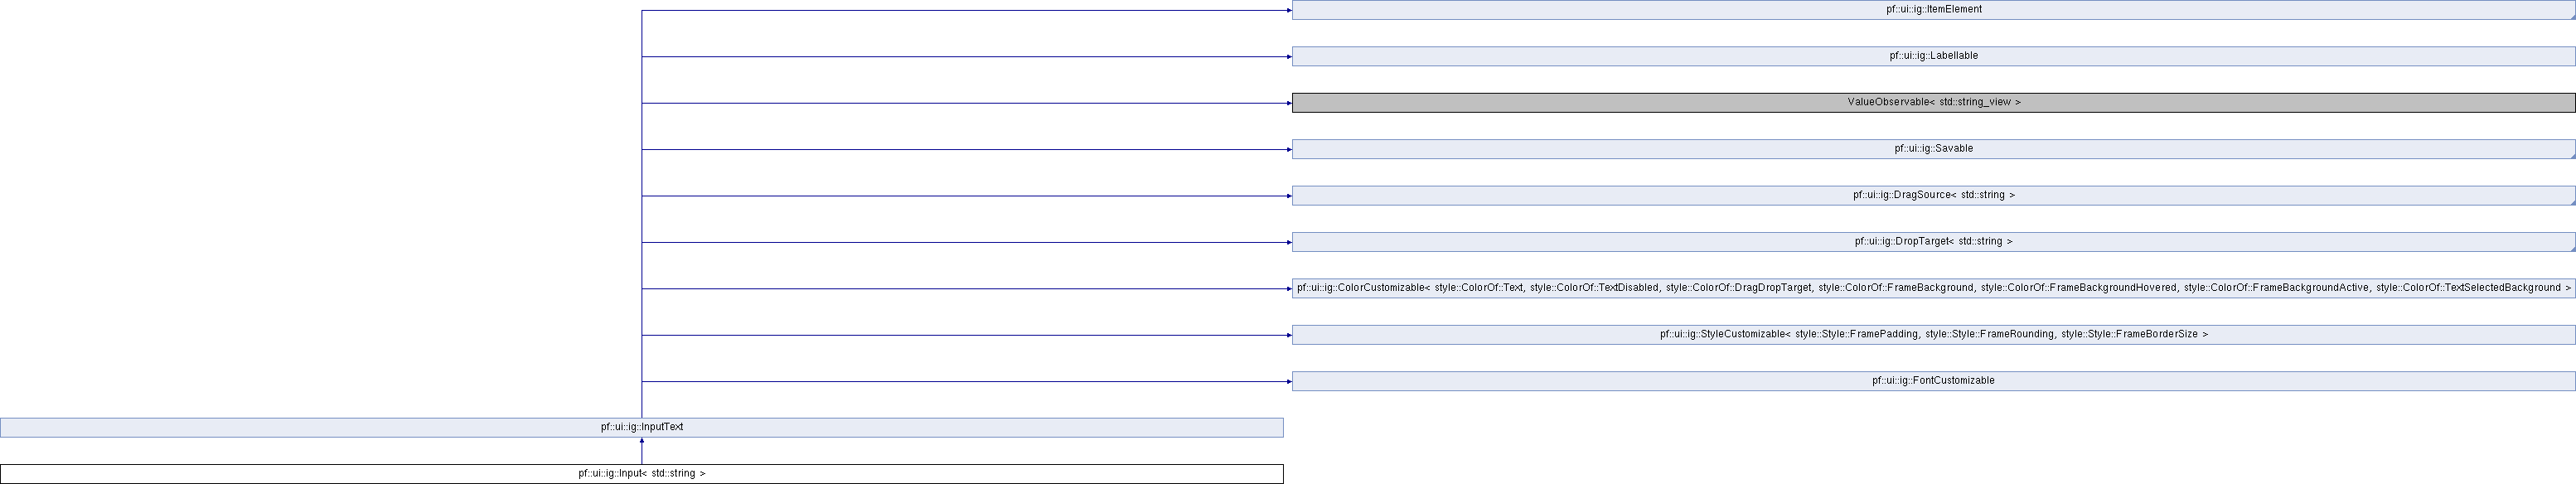 pf::ui::ig::ItemElement
pf::ui::ig::Labellable
ValueObservable< std::string_view >
pf::ui::ig::Savable
pf::ui::ig::DragSource< std::string >
pf::ui::ig::DropTarget< std::string >
pf::ui::ig::ColorCustomizable< style::ColorOf::Text, style::ColorOf::TextDisabled, style::ColorOf::DragDropTarget, style::ColorOf::FrameBackground, style::ColorOf::FrameBackgroundHovered, style::ColorOf::FrameBackgroundActive, style::ColorOf::TextSelectedBackground >
pf::ui::ig::StyleCustomizable< style::Style::FramePadding, style::Style::FrameRounding, style::Style::FrameBorderSize >
pf::ui::ig::FontCustomizable
pf::ui::ig::InputText
pf::ui::ig::Input< std::string >